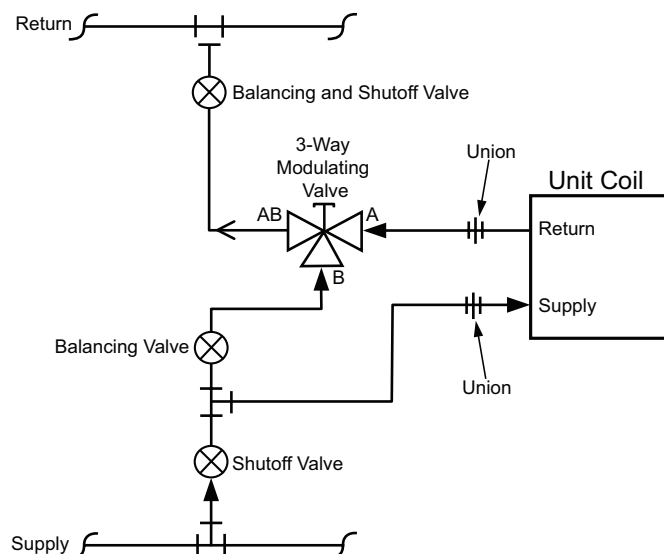 Return
Balancing and Shutoff Valve
3-Way
Modulating
Valve
Union
Unit Coil
AB
A
Return
B
Supply
Balancing Valve
Union
Shutoff Valve
Supply